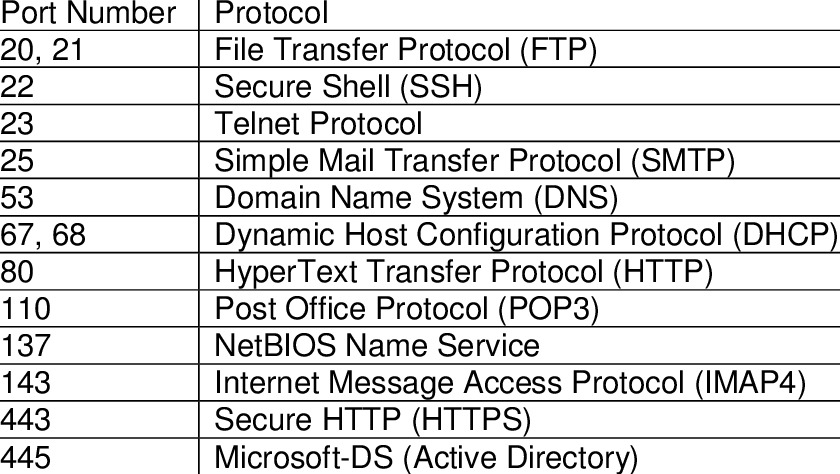 Port Number Protocol
20, 21 File Transfer Protocol (FTP)
22 Secure Shell (SSH)
23 Telnet Protocol
25 Simple Mail Transfer Protocol (SMTP)
53 Domain Name System (DNS)
67, 68 Dynamic Host Configuration Protocol (DHCP)
80 HyperText Transfer Protocol (HTTP)
110 Post Office Protocol (POP3)
137 NetBIOS Name Service
143 Internet Message Access Protocol (IMAP4)
443 Secure HTTP (HTTPS)
445 Microsoft-DS (Active Directory)